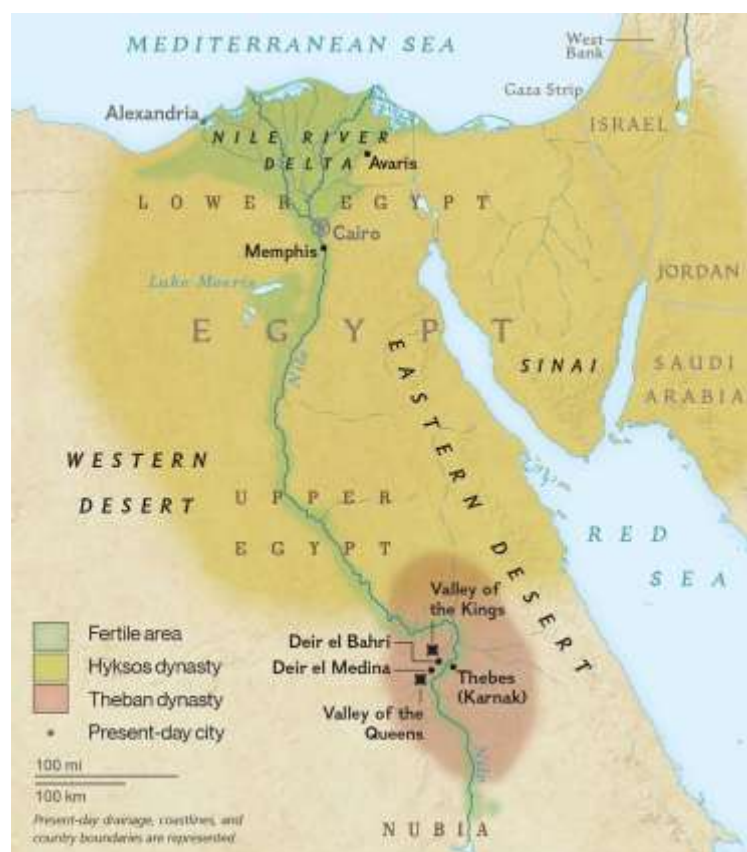 MEDITERRANEAN SEA
West
Bank
Gaza Strip
ISRAEL
Alexandria
NILE RIVER
DELTA
Avaris
LOWER EGYPT
Cairo
Memphis
Lake Moeris
JORDAN
EGYPT
Nile
SINAI
SAUDI
ARABIA
EASTERN DESERT
WESTERN
DESERT
UPPER
EGYPT
RED
SEA
Valley of
the Kings
Deir el Bahri
Deir el Medina
Thebes
(Karnak)
Valley of the
Queens
Nile
NUBIA
Fertile area
Hyksos dynasty
Theban dynasty
Present-day city
100 mi
100 km
Present-day drainage, coastlines, and
country boundaries are represented.